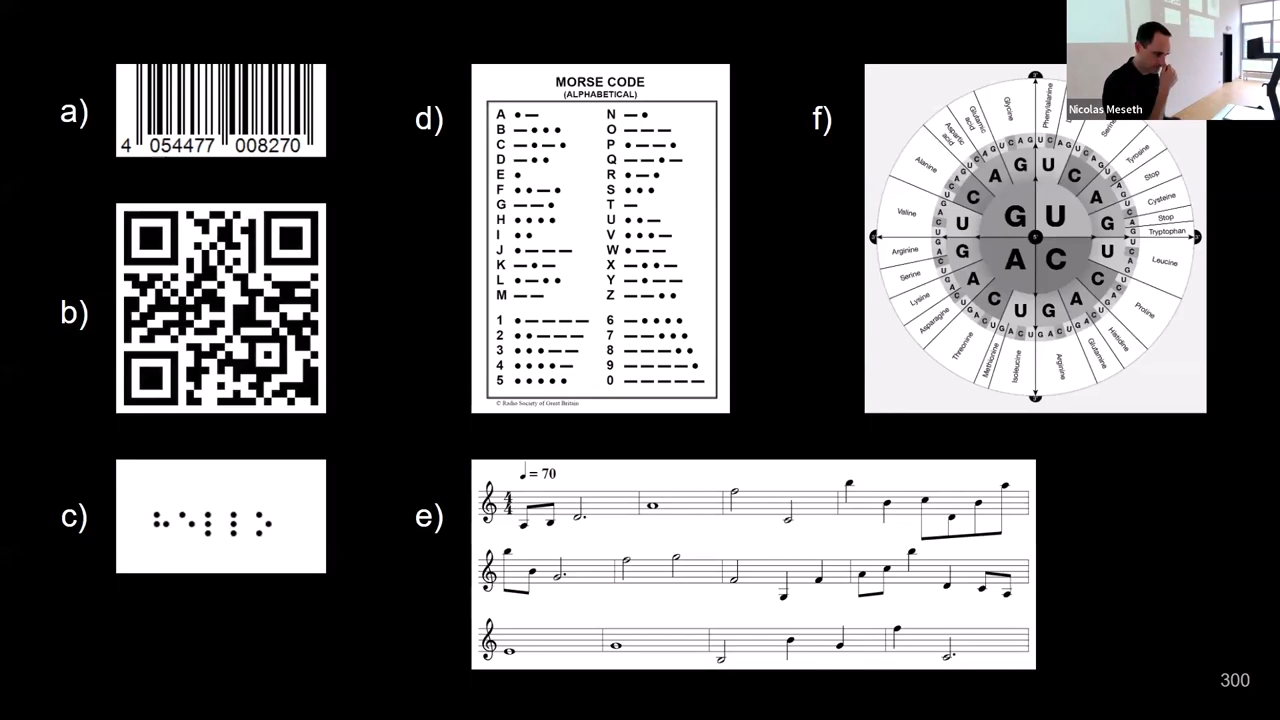 a)
4 054477 008270
b)
c)
d)
MORSE CODE
(ALPHABETICAL)
A N
B O
C P
D Q
E R
F S
G T
H U
I V
J W
K X
L Y
M Z
1 6
2 7
3 8
4 9
5 0
© Radio Society of Great Britain
e)
= 70
4
4
f)
Nicolas Meseth
Phenylalanine
Tyrosine
Stop
Cysteine
Stop
Tryptophan
Leucine
Proline
Histidine
Glutamine
Arginine
Isoleucine
Methionine
Threonine
Asparagine
Lysine
Serine
Arginine
Valine
Alanine
Aspartic acid
Glutamic acid
Glycine
G U
A C
300